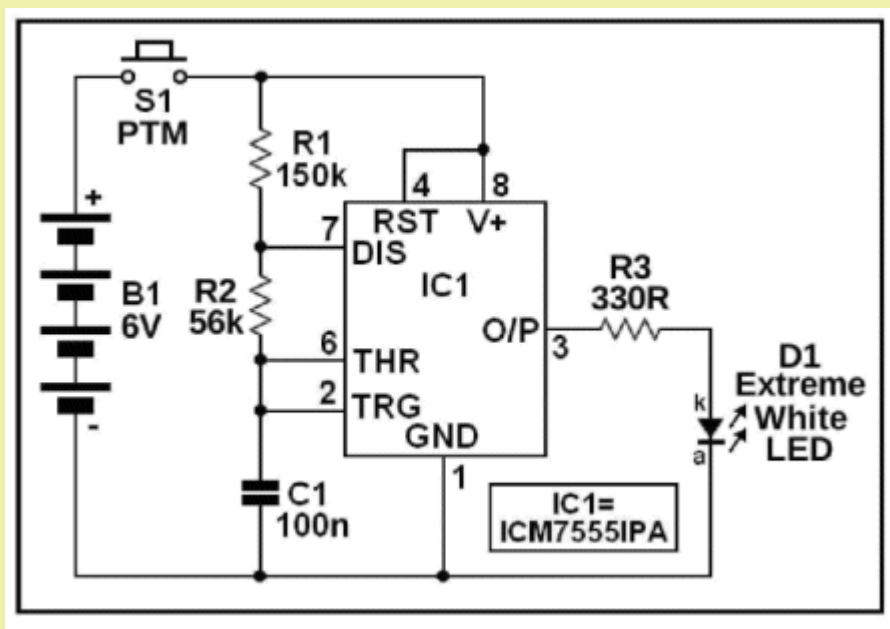 S1
PTM
R1
150k
4
8
RST
V+
7
DIS
+
R2
56k
IC1
R3
330R
B1
6V
O/P
3
6
THR
D1
Extreme
White
LED
k
a
2
TRG
GND
-
1
C1
100n
IC1=
ICM7555IPA